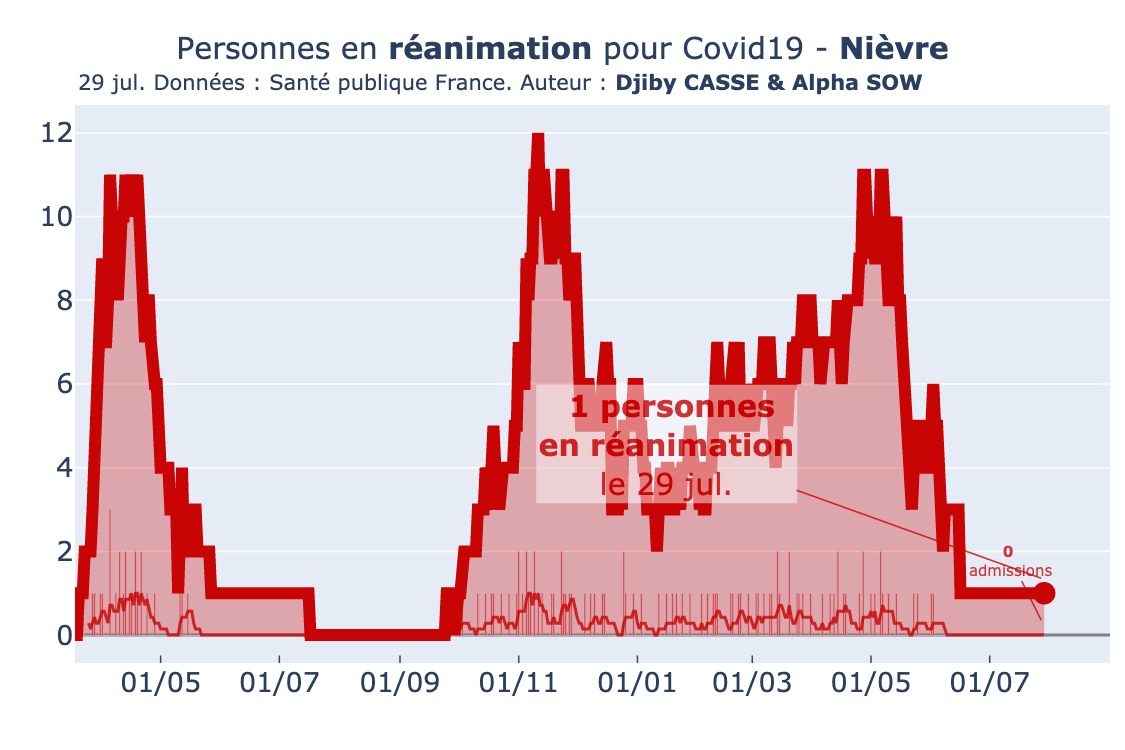 Personnes en réanimation pour Covid19 - Nièvre
29 jul. Données : Santé publique France. Auteur : Djiby CASSE & Alpha SOW
12
10
8
6
4
2
0
1 personnes
en réanimation
le 29 jul.
0
admissions
01/05 01/07 01/09 01/11 01/01 01/03 01/05 01/07